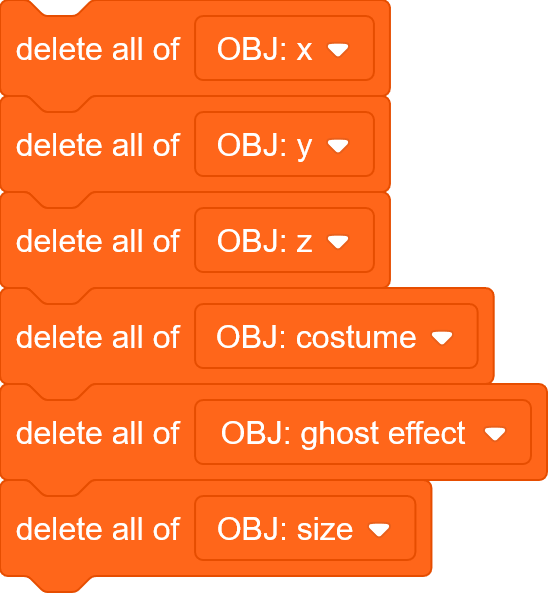 delete all of OBJ: x
delete all of OBJ: y
delete all of OBJ: z
delete all of OBJ: costume
delete all of OBJ: ghost effect
delete all of OBJ: size